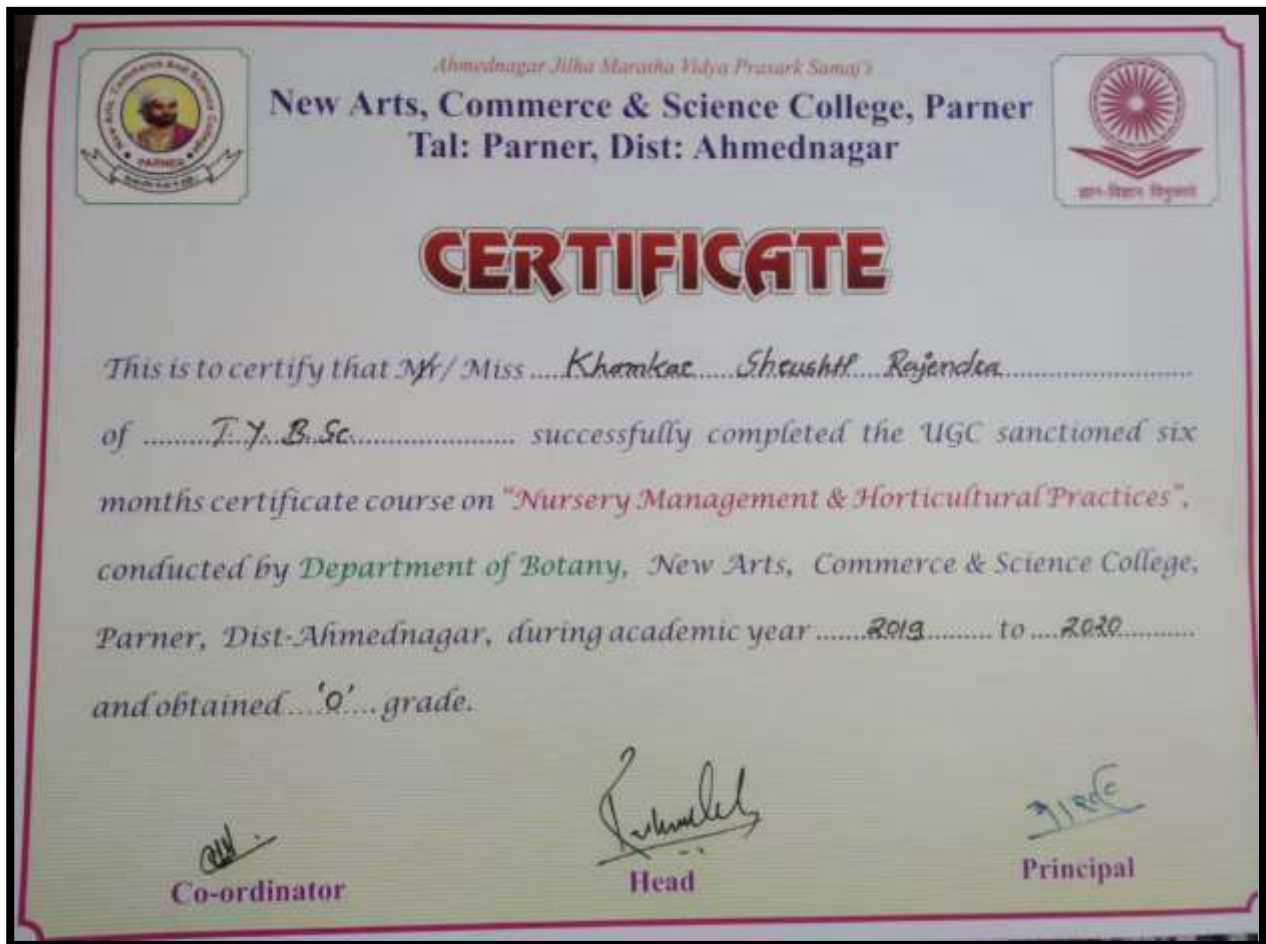 Ahmednagar Jilha Maratha Vidya Prasark Samaj's
New Arts, Commerce & Science College, Parner
Tal: Parner, Dist: Ahmednagar
PARNER
ज्ञान-विज्ञान विमुक्तये
CERTIFICATE
This is to certify that Mr/ Miss .....Khamkar.....Shrushti....Rajendra..............................
of .........T.Y.B.Sc...................... successfully completed the UGC sanctioned six
months certificate course on "Nursery Management & Horticultural Practices",
conducted by Department of Botany, New Arts, Commerce & Science College,
Parner, Dist-Ahmednagar, during academic year .......2019.......... to ....2020............
and obtained ....'O'.... grade.
Co-ordinator
Head
Principal